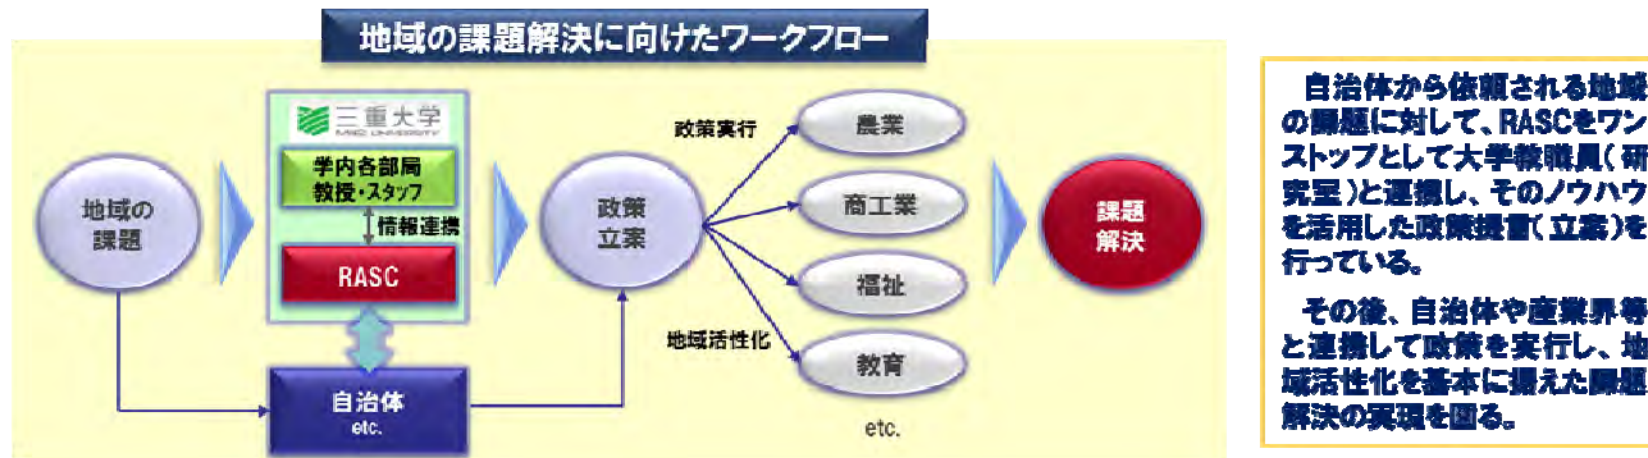 地域の課題解決に向けたワークフロー
地域の
課題
三重大学
MIE UNIVERSITY
学内各部局
教授・スタッフ
情報連携
RASC
自治体
etc.
政策
立案
政策実行
地域活性化
農業
商工業
福祉
教育
etc.
課題
解決
自治体から依頼される地域
の課題に対して、RASCをワン
ストップとして大学教職員(研
究室)と連携し、そのノウハウ
を活用した政策提言(立案)を
行っている。
その後、自治体や産業界等
と連携して政策を実行し、地
域活性化を基本に据えた課題
解決の実現を図る。